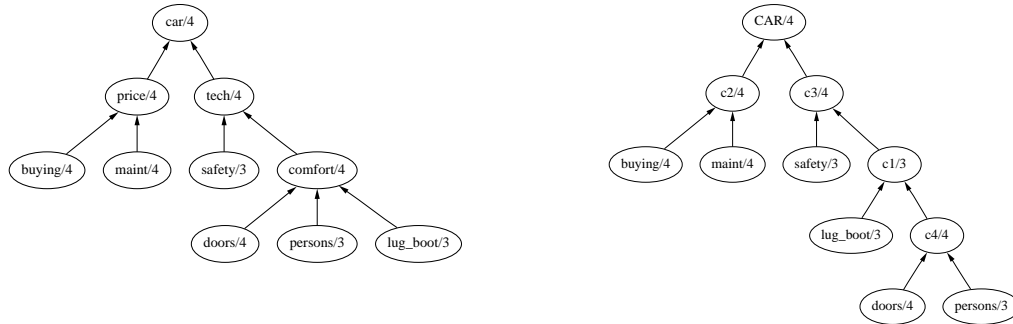 car/4
price/4
tech/4
buying/4
maint/4
safety/3
comfort/4
doors/4
persons/3
lug_boot/3
CAR/4
c2/4
c3/4
buying/4
maint/4
safety/3
c1/3
lug_boot/3
c4/4
doors/4
persons/3